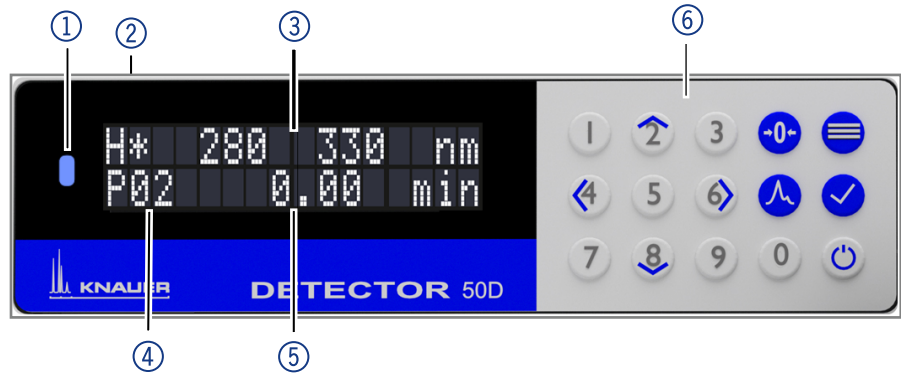 ① ② ③ ⑥
H* 280 330 nm
P02 0.00 min
KNAUER DETECTOR 50D
1 2 3 →0←
4 5 6
7 8 9 0
④ ⑤